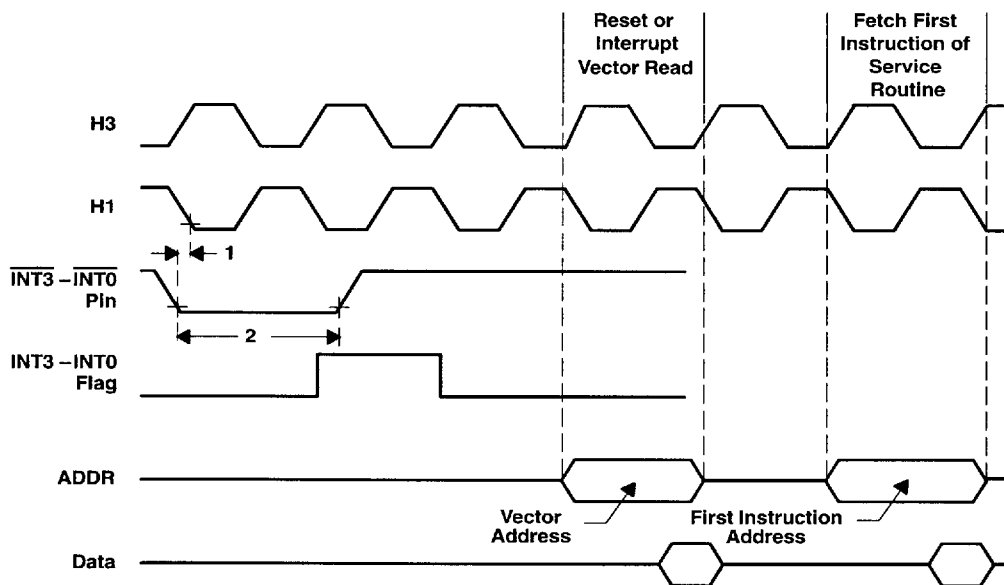 Reset or
Interrupt
Vector Read
Fetch First
Instruction of
Service
Routine
H3
H1
1
INT3 – INT0
Pin
2
INT3 – INT0
Flag
ADDR
Vector
Address
First Instruction
Address
Data